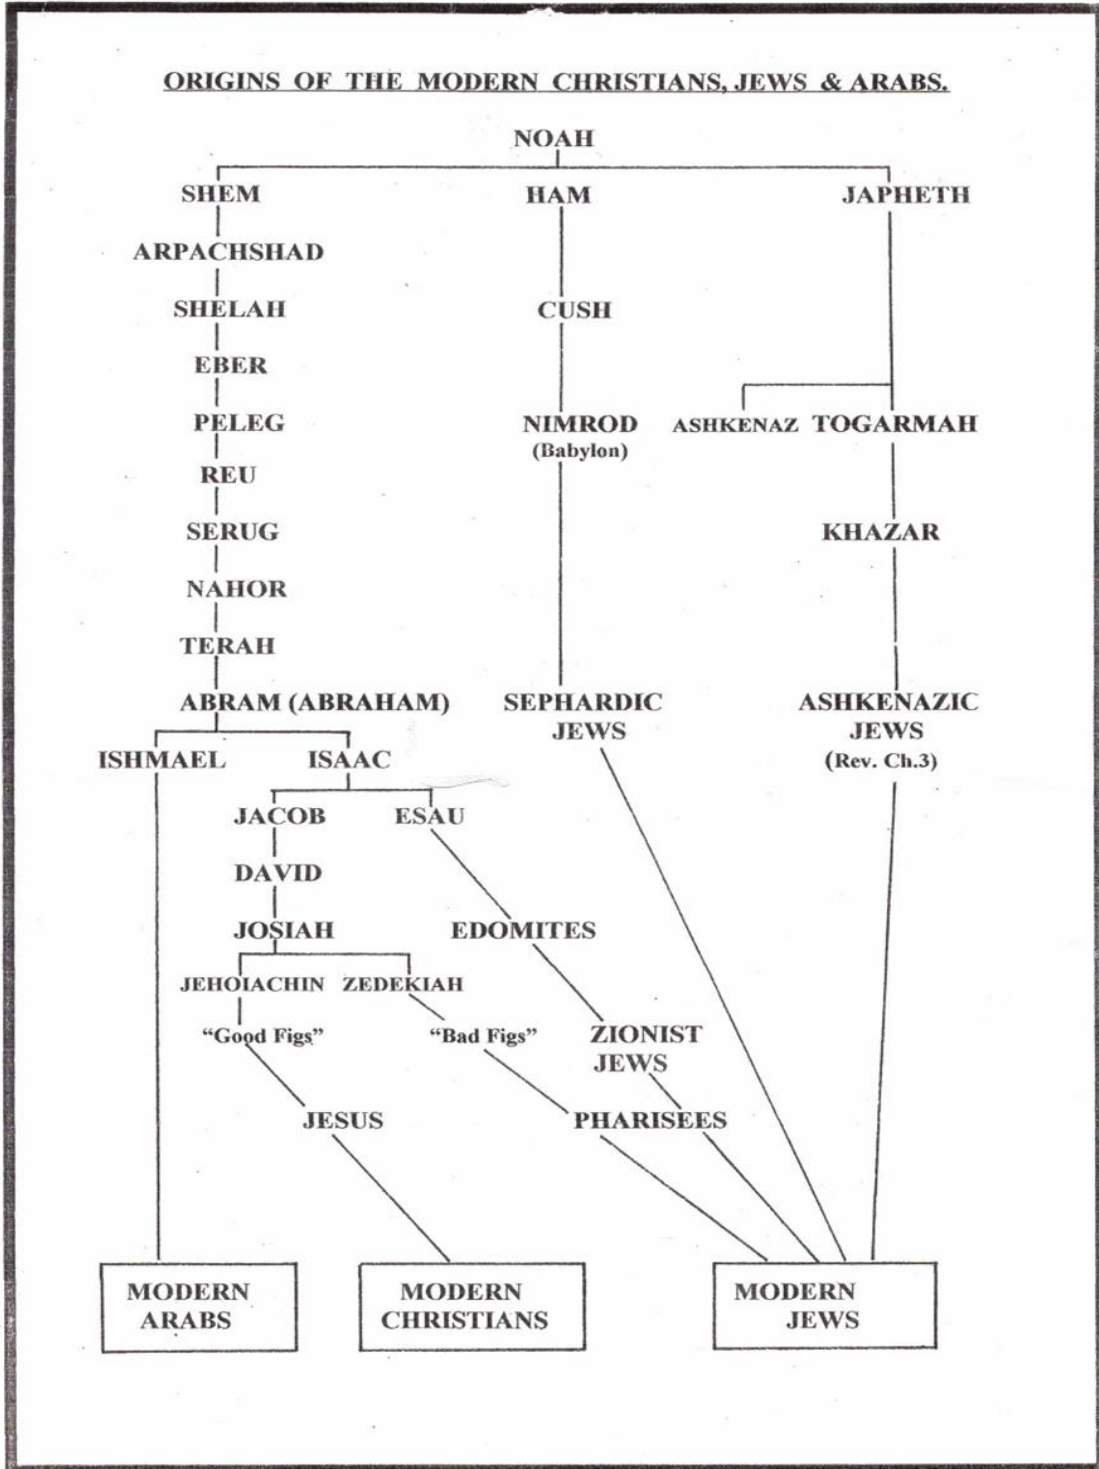 ORIGINS OF THE MODERN CHRISTIANS, JEWS & ARABS.
NOAH
SHEM HAM JAPHETH
ARPACHSHAD
SHELAH CUSH
EBER
PELEG NIMROD ASHKENAZ TOGARMAH
(Babylon)
REU
SERUG KHAZAR
NAHOR
TERAH
ABRAM (ABRAHAM) SEPHARDIC ASHKENAZIC
JEWS JEWS
ISHMAEL ISAAC (Rev. Ch.3)
JACOB ESAU
DAVID
JOSIAH EDOMITES
JEHOIACHIN ZEDEKIAH
“Good Figs” “Bad Figs” ZIONIST
JEWS
JESUS PHARISEES
MODERN MODERN MODERN
ARABS CHRISTIANS JEWS